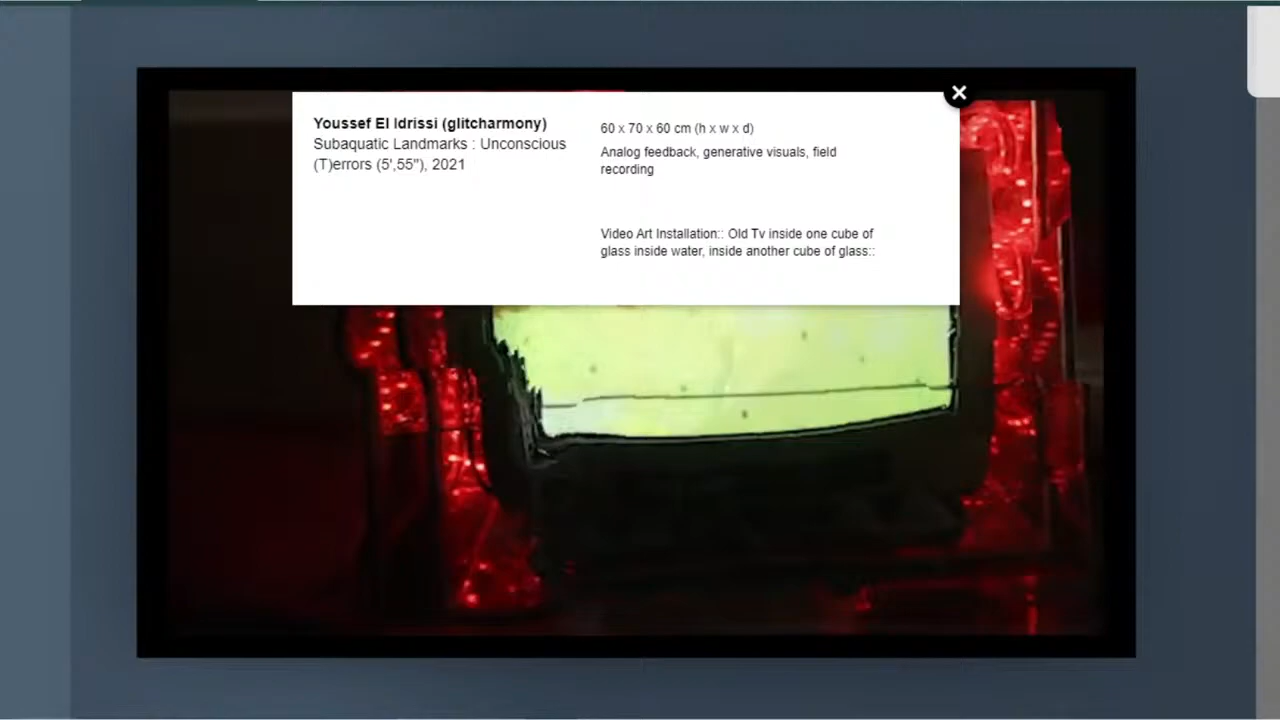 Youssef El Idrissi (glitcharmony)
Subaquatic Landmarks : Unconscious
(T)errors (5',55"), 2021
60 x 70 x 60 cm (h x w x d)
Analog feedback, generative visuals, field
recording
Video Art Installation:: Old Tv inside one cube of
glass inside water, inside another cube of glass::